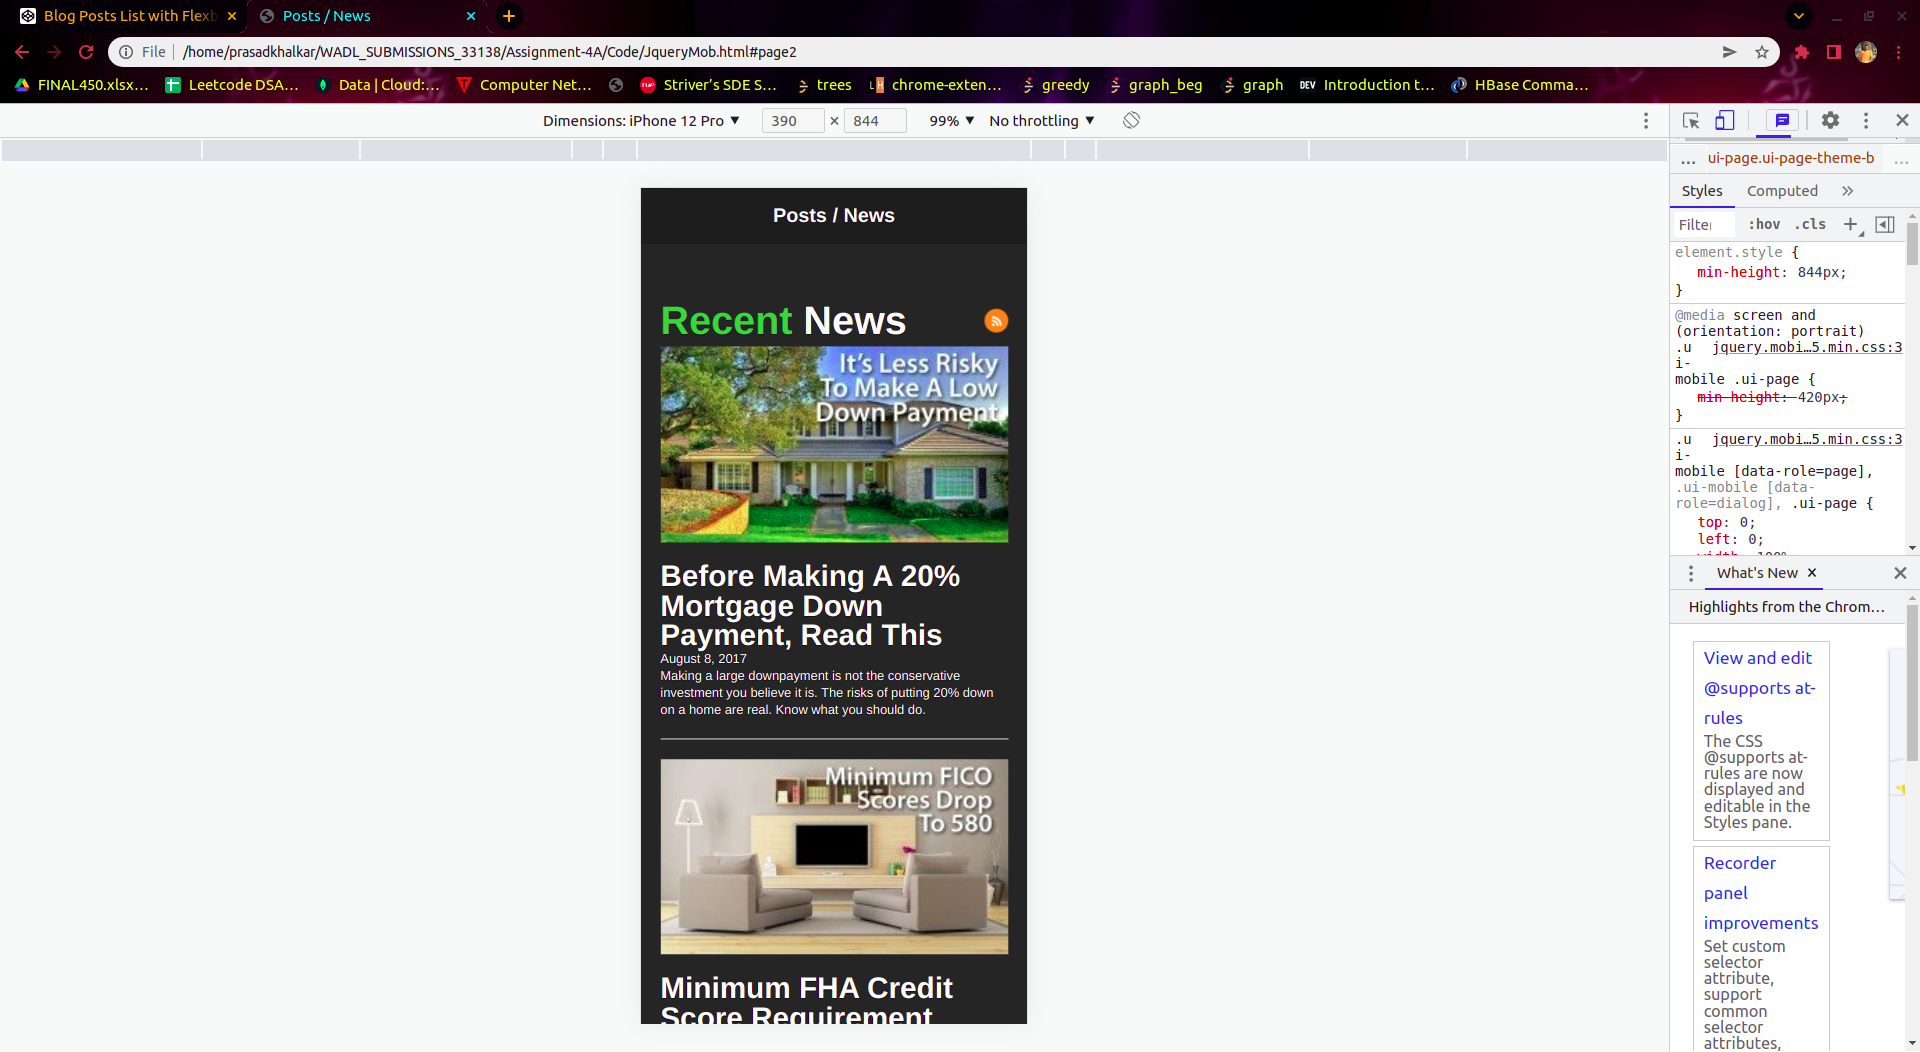 Blog Posts List with Flexb
Posts / News
File
/home/prasadkhalkar/WADL_SUBMISSIONS_33138/Assignment-4A/Code/JqueryMob.html#page2
FINAL450.xlsx…
Leetcode DSA…
Data | Cloud:…
Computer Net…
Striver's SDE S…
trees
chrome-exten…
greedy
graph_beg
graph
DEV
Introduction t…
HBase Comma…
Dimensions: iPhone 12 Pro
390 × 844
99%
No throttling
… ui-page.ui-page-theme-b …
Styles
Computed
:hov
.cls
element.style {
min-height: 844px;
}
@media screen and
(orientation: portrait)
.u jquery.mobi…5.min.css:3
i-
mobile .ui-page {
min-height: 420px;
}
.u jquery.mobi…5.min.css:3
i-
mobile [data-role=page],
.ui-mobile [data-
role=dialog], .ui-page {
top: 0;
left: 0;
What's New
Highlights from the Chrom…
View and edit
@supports at-
rules
The CSS
@supports at-
rules are now
displayed and
editable in the
Styles pane.
Recorder
panel
improvements
Set custom
selector
attribute,
support
common
selector
attributes,
Posts / News
Recent News
It's Less Risky
To Make A Low
Down Payment
Before Making A 20%
Mortgage Down
Payment, Read This
August 8, 2017
Making a large downpayment is not the conservative
investment you believe it is. The risks of putting 20% down
on a home are real. Know what you should do.
Minimum FICO
Scores Drop
To 580
Minimum FHA Credit
Score Requirement